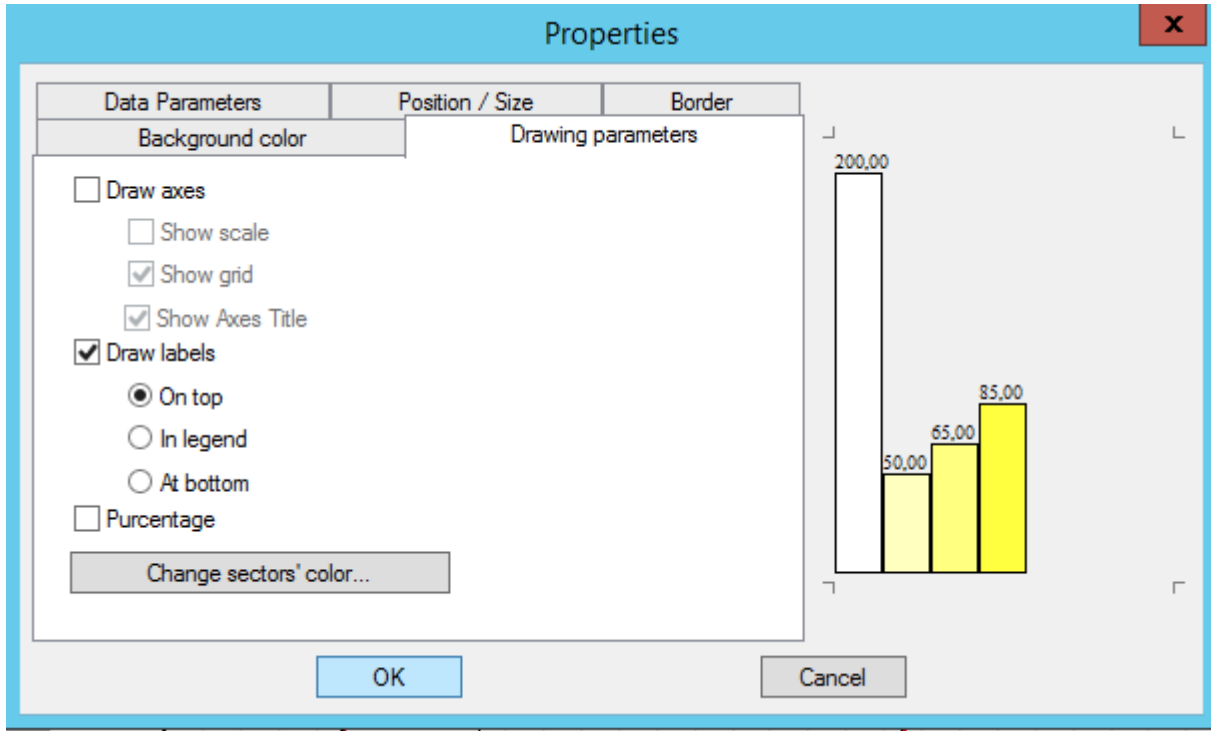 Properties
x
Data Parameters Position / Size Border
Background color Drawing parameters
Draw axes
Show scale
Show grid
Show Axes Title
Draw labels
On top
In legend
At bottom
Purcentage
Change sectors' color...
200,00
50,00
65,00
85,00
OK Cancel